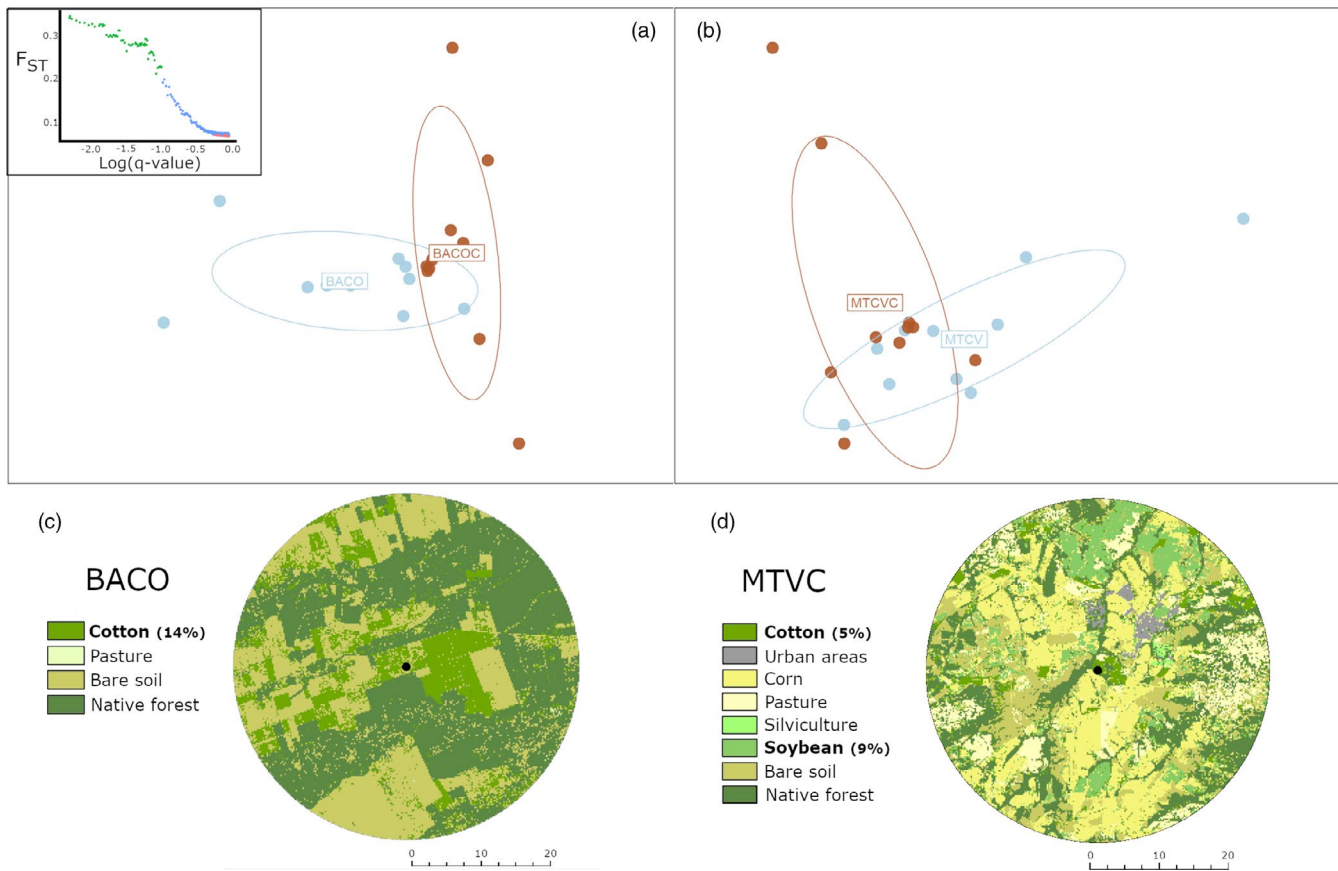 (a)
0.3
F_ST
0.2
0.1
-2.0 -1.5 -1.0 -0.5 0.0
Log(q-value)
BACOC
BACO
(b)
MTCVC
MTCV
(c)
BACO
Cotton (14%)
Pasture
Bare soil
Native forest
0 10 20
(d)
MTVC
Cotton (5%)
Urban areas
Corn
Pasture
Silviculture
Soybean (9%)
Bare soil
Native forest
0 10 20